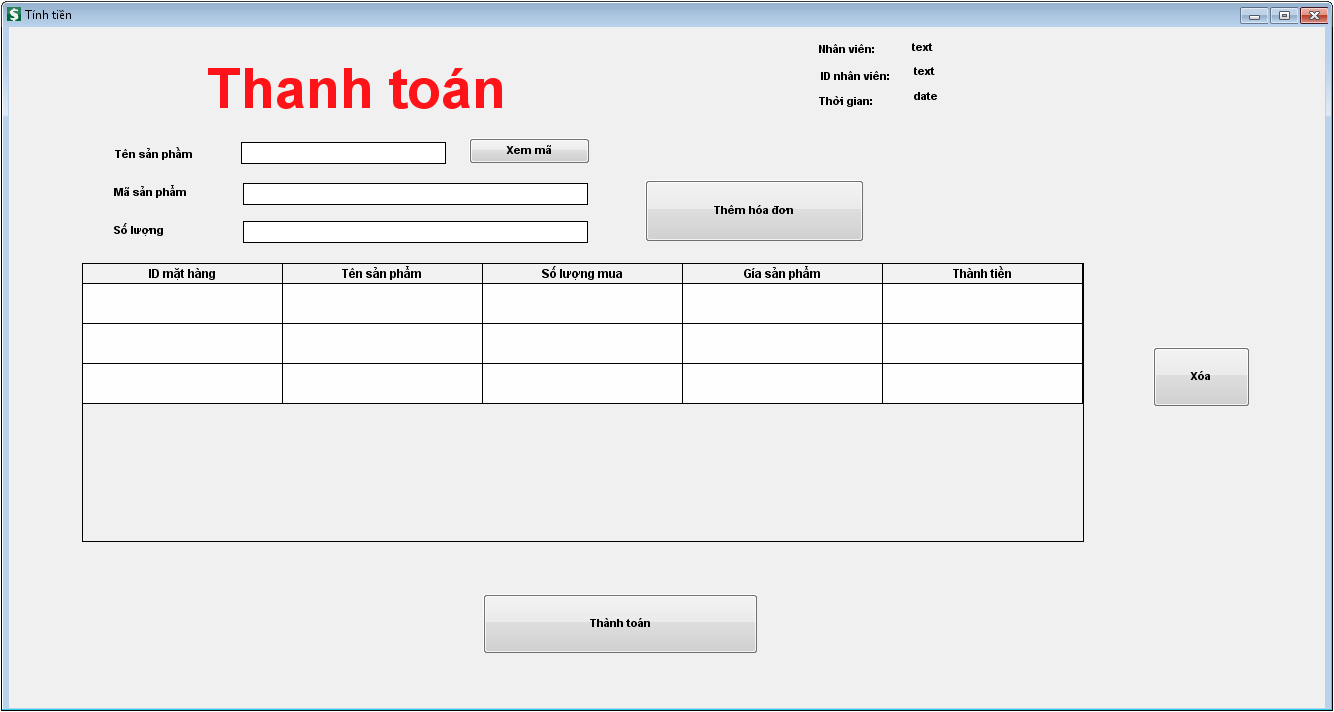 Tính tiền
Nhân viên: text
Thanh toán
ID nhân viên: text
Thời gian: date
Tên sản phầm
Xem mã
Mã sản phẩm
Thêm hóa đơn
Số lượng
ID mặt hàng Tên sản phẩm Số lượng mua Gía sản phẩm Thành tiền
Xóa
Thành toán